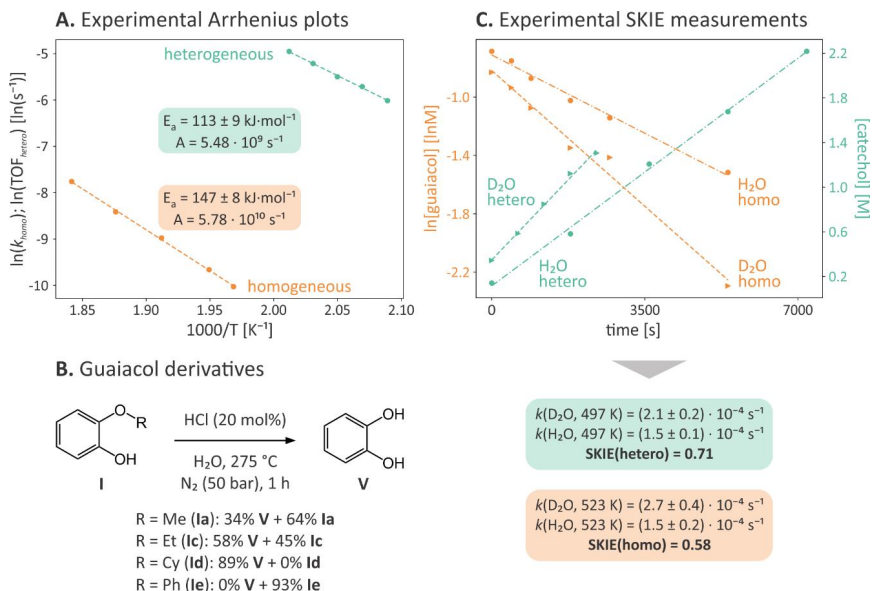 A. Experimental Arrhenius plots
ln(k_homo); ln(TOF_hetero) [ln(s⁻¹)]
-5
-6
-7
-8
-9
-10
heterogeneous
Eₐ = 113 ± 9 kJ·mol⁻¹
A = 5.48 · 10⁹ s⁻¹
Eₐ = 147 ± 8 kJ·mol⁻¹
A = 5.78 · 10¹⁰ s⁻¹
homogeneous
1.85 1.90 1.95 2.00 2.05 2.10
1000/T [K⁻¹]
B. Guaiacol derivatives
O
R
OH
I
HCl (20 mol%)
H₂O, 275 °C
N₂ (50 bar), 1 h
OH
OH
V
R = Me (Ia): 34% V + 64% Ia
R = Et (Ic): 58% V + 45% Ic
R = Cy (Id): 89% V + 0% Id
R = Ph (Ie): 0% V + 93% Ie
C. Experimental SKIE measurements
ln[guaiacol] [lnM]
-1.0
-1.4
-1.8
-2.2
D₂O
hetero
H₂O
hetero
H₂O
homo
D₂O
homo
2.2
1.8
1.4
1.0
0.6
0.2
[catechol] [M]
0 3500 7000
time [s]
k(D₂O, 497 K) = (2.1 ± 0.2) · 10⁻⁴ s⁻¹
k(H₂O, 497 K) = (1.5 ± 0.1) · 10⁻⁴ s⁻¹
SKIE(hetero) = 0.71
k(D₂O, 523 K) = (2.7 ± 0.4) · 10⁻⁴ s⁻¹
k(H₂O, 523 K) = (1.5 ± 0.2) · 10⁻⁴ s⁻¹
SKIE(homo) = 0.58